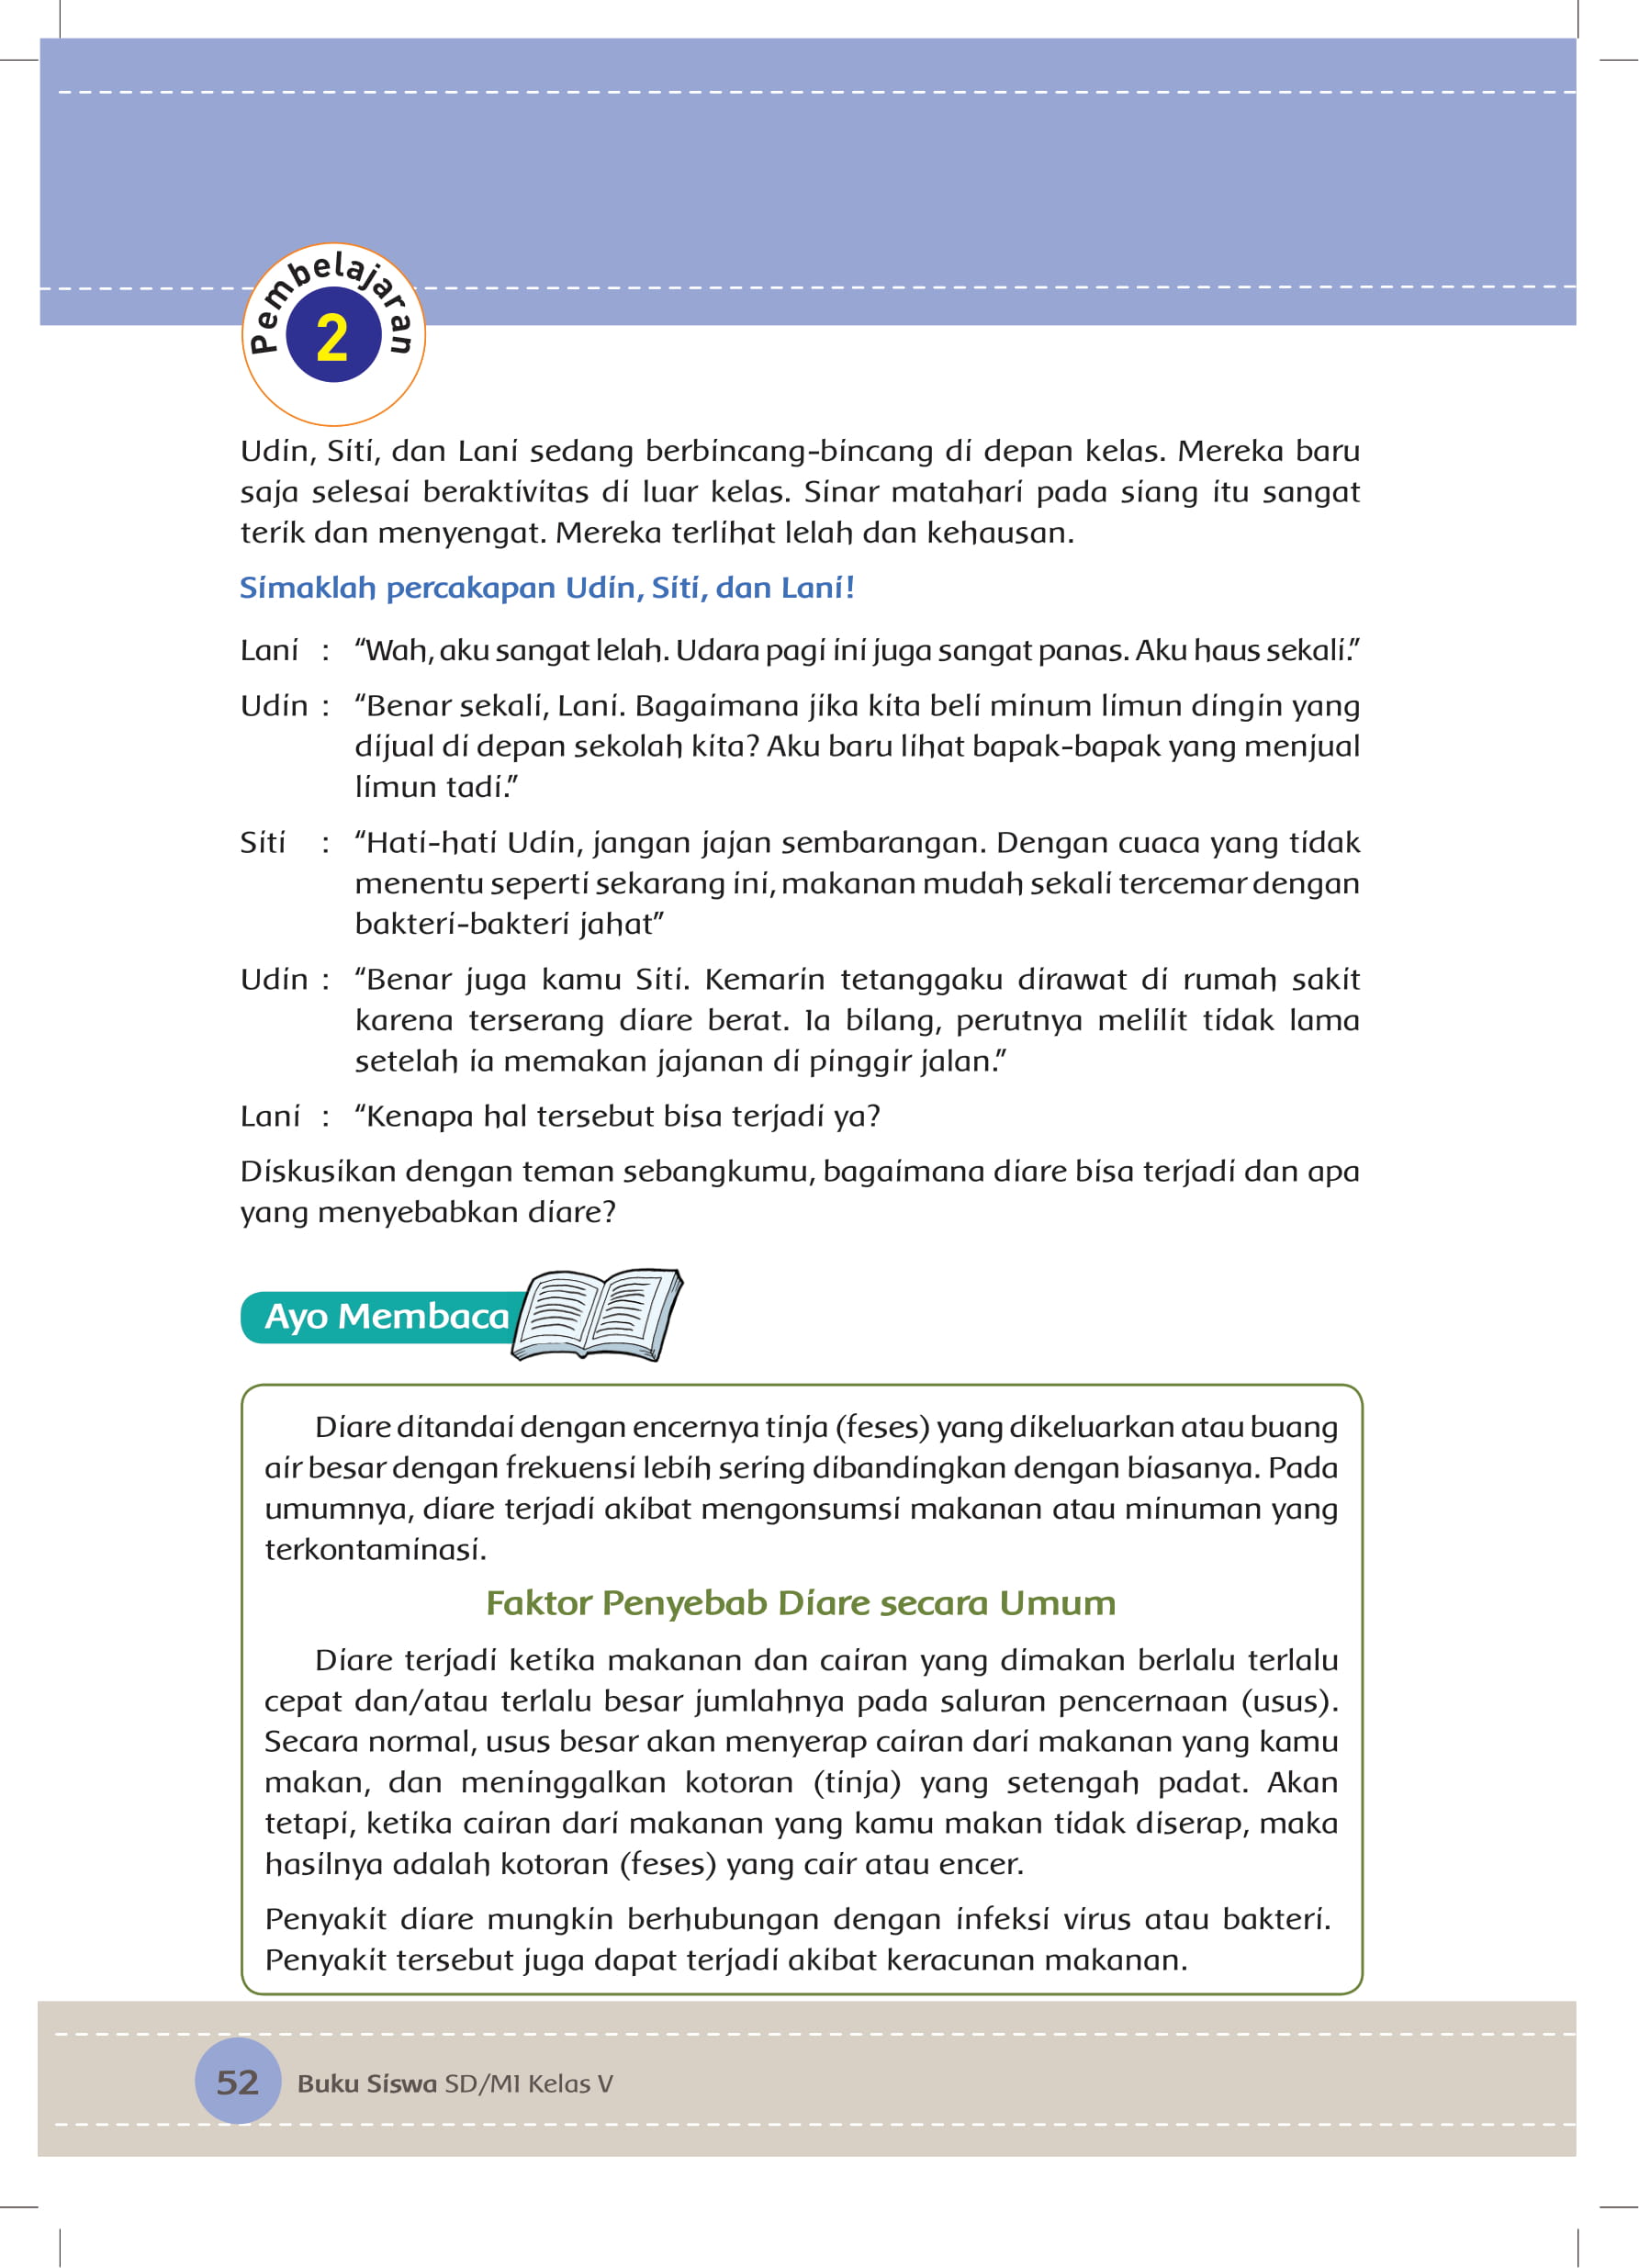 Pembelajaran
2
Udin, Siti, dan Lani sedang berbincang-bincang di depan kelas. Mereka baru
saja selesai beraktivitas di luar kelas. Sinar matahari pada siang itu sangat
terik dan menyengat. Mereka terlihat lelah dan kehausan.
Simaklah percakapan Udin, Siti, dan Lani!
Lani : “Wah, aku sangat lelah. Udara pagi ini juga sangat panas. Aku haus sekali.”
Udin : “Benar sekali, Lani. Bagaimana jika kita beli minum limun dingin yang
dijual di depan sekolah kita? Aku baru lihat bapak-bapak yang menjual
limun tadi.”
Siti : “Hati-hati Udin, jangan jajan sembarangan. Dengan cuaca yang tidak
menentu seperti sekarang ini, makanan mudah sekali tercemar dengan
bakteri-bakteri jahat”
Udin : “Benar juga kamu Siti. Kemarin tetanggaku dirawat di rumah sakit
karena terserang diare berat. Ia bilang, perutnya melilit tidak lama
setelah ia memakan jajanan di pinggir jalan.”
Lani : “Kenapa hal tersebut bisa terjadi ya?
Diskusikan dengan teman sebangkumu, bagaimana diare bisa terjadi dan apa
yang menyebabkan diare?
Ayo Membaca
Diare ditandai dengan encernya tinja (feses) yang dikeluarkan atau buang
air besar dengan frekuensi lebih sering dibandingkan dengan biasanya. Pada
umumnya, diare terjadi akibat mengonsumsi makanan atau minuman yang
terkontaminasi.
Faktor Penyebab Diare secara Umum
Diare terjadi ketika makanan dan cairan yang dimakan berlalu terlalu
cepat dan/atau terlalu besar jumlahnya pada saluran pencernaan (usus).
Secara normal, usus besar akan menyerap cairan dari makanan yang kamu
makan, dan meninggalkan kotoran (tinja) yang setengah padat. Akan
tetapi, ketika cairan dari makanan yang kamu makan tidak diserap, maka
hasilnya adalah kotoran (feses) yang cair atau encer.
Penyakit diare mungkin berhubungan dengan infeksi virus atau bakteri.
Penyakit tersebut juga dapat terjadi akibat keracunan makanan.
52 Buku Siswa SD/MI Kelas V